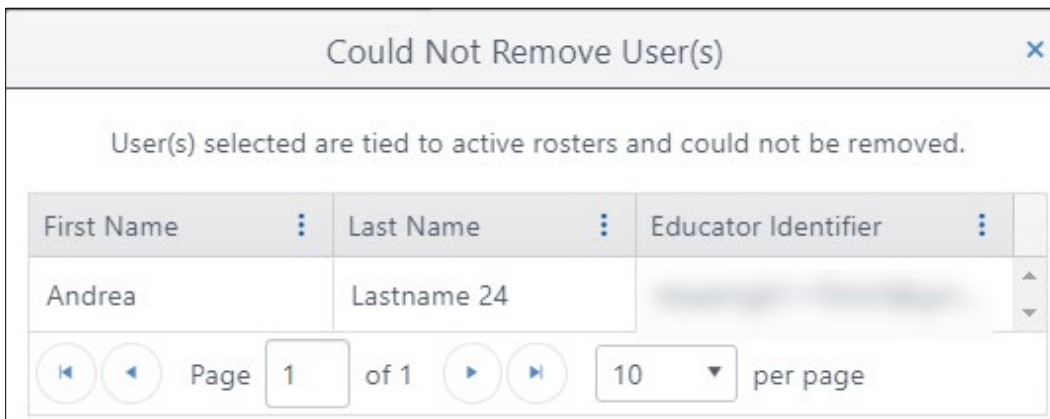 Could Not Remove User(s)
User(s) selected are tied to active rosters and could not be removed.
First Name Last Name Educator Identifier
Andrea Lastname 24
Page 1 of 1 10 per page